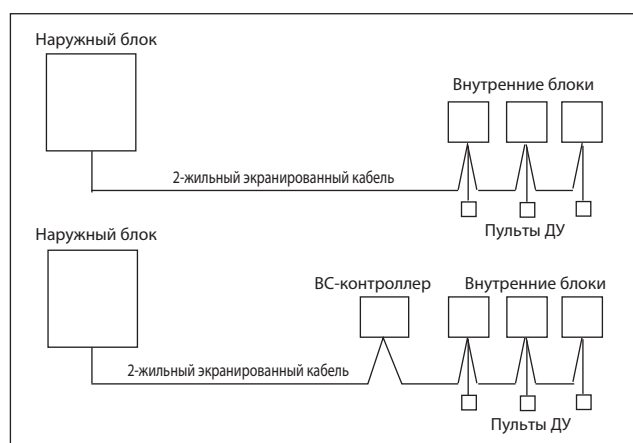 Наружный блок
Внутренние блоки
2-жильный экранированный кабель
Пульты ДУ
Наружный блок
ВС-контроллер
Внутренние блоки
2-жильный экранированный кабель
Пульты ДУ